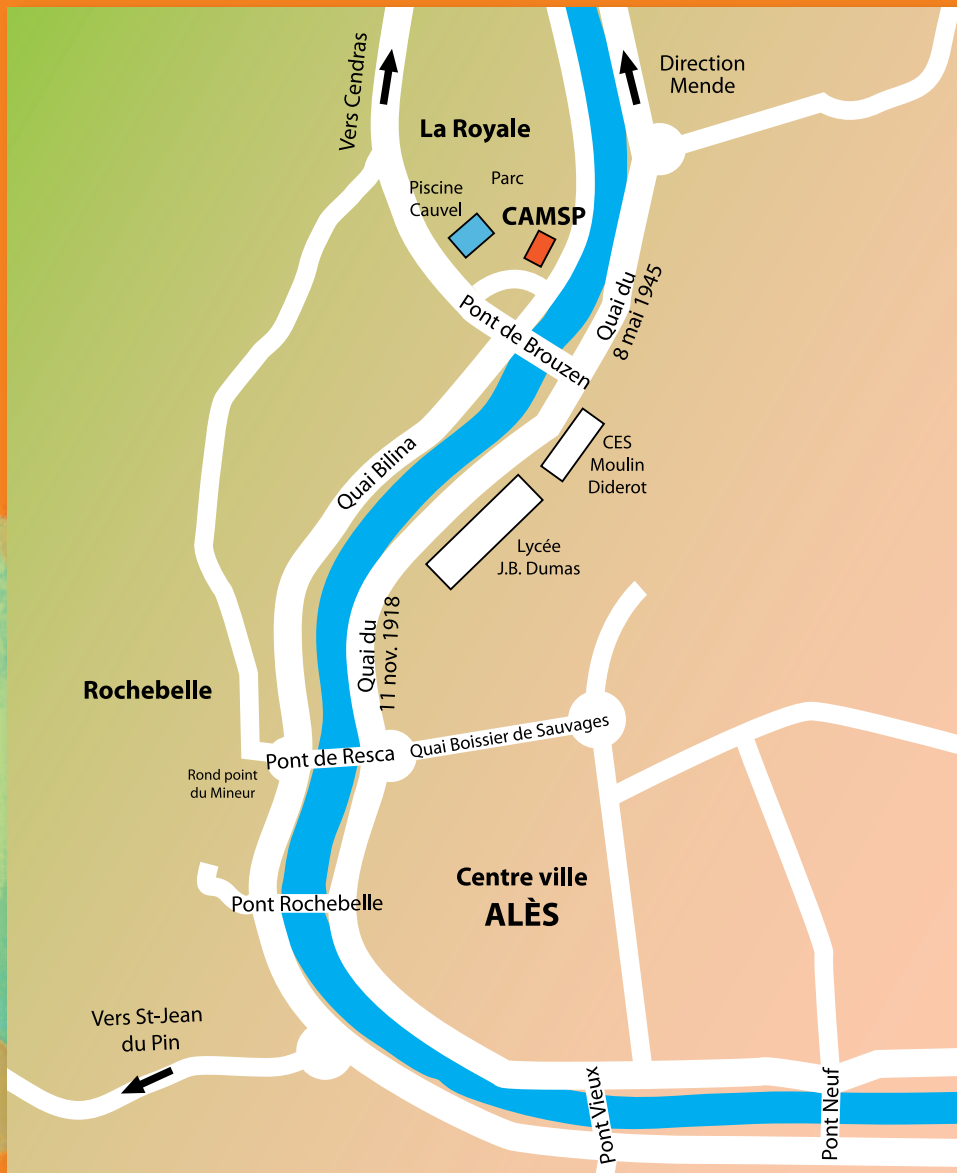 Vers Cendras
Direction
Mende
La Royale
Parc
Piscine
Cauvel
CAMSP
Quai du
8 mai 1945
Pont de Brouzen
Quai Bilina
CES
Moulin
Diderot
Lycée
J.B. Dumas
Quai du
11 nov. 1918
Rochebelle
Quai Boissier de Sauvages
Pont de Resca
Rond point
du Mineur
Centre ville
ALÈS
Pont Rochebelle
Vers St-Jean
du Pin
Pont Vieux
Pont Neuf